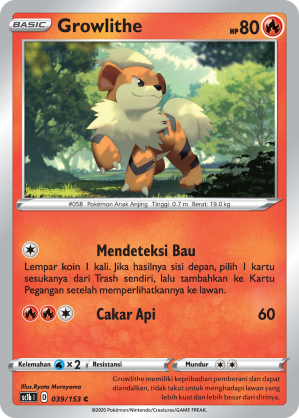 BASIC Growlithe HP 80
#058 Pokémon Anak Anjing Tinggi: 0.7 m Berat: 19.0 kg
Mendeteksi Bau
Lempar koin 1 kali. Jika hasilnya sisi depan, pilih 1 kartu
sesukanya dari Trash sendiri, lalu tambahkan ke Kartu
Pegangan setelah memperlihatkannya ke lawan.
Cakar Api 60
Kelemahan ×2 Resistansi Mundur
Illus. Ryota Murayama
sc1b I D 039/153 C
Growlithe memiliki kepribadian pemberani dan dapat
diandalkan, tidak takut untuk menghadapi lawan yang
lebih kuat dan lebih besar dari dirinya.
©2020 Pokémon/Nintendo/Creatures/GAME FREAK.